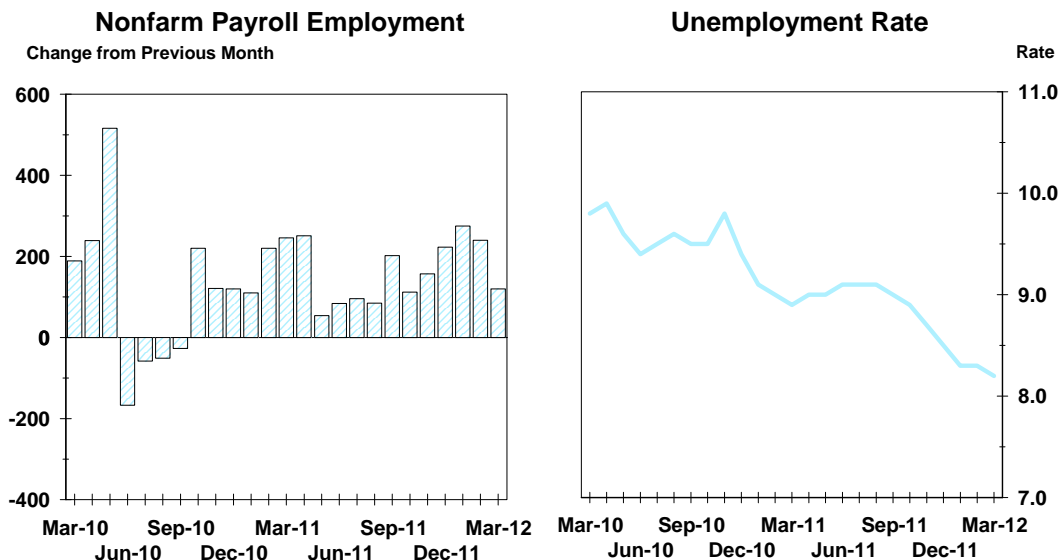 Nonfarm Payroll Employment
Change from Previous Month
600
400
200
0
-200
-400
Mar-10 Sep-10 Mar-11 Sep-11 Mar-12
Jun-10 Dec-10 Jun-11 Dec-11
Unemployment Rate
Rate
11.0
10.0
9.0
8.0
7.0
Mar-10 Sep-10 Mar-11 Sep-11 Mar-12
Jun-10 Dec-10 Jun-11 Dec-11